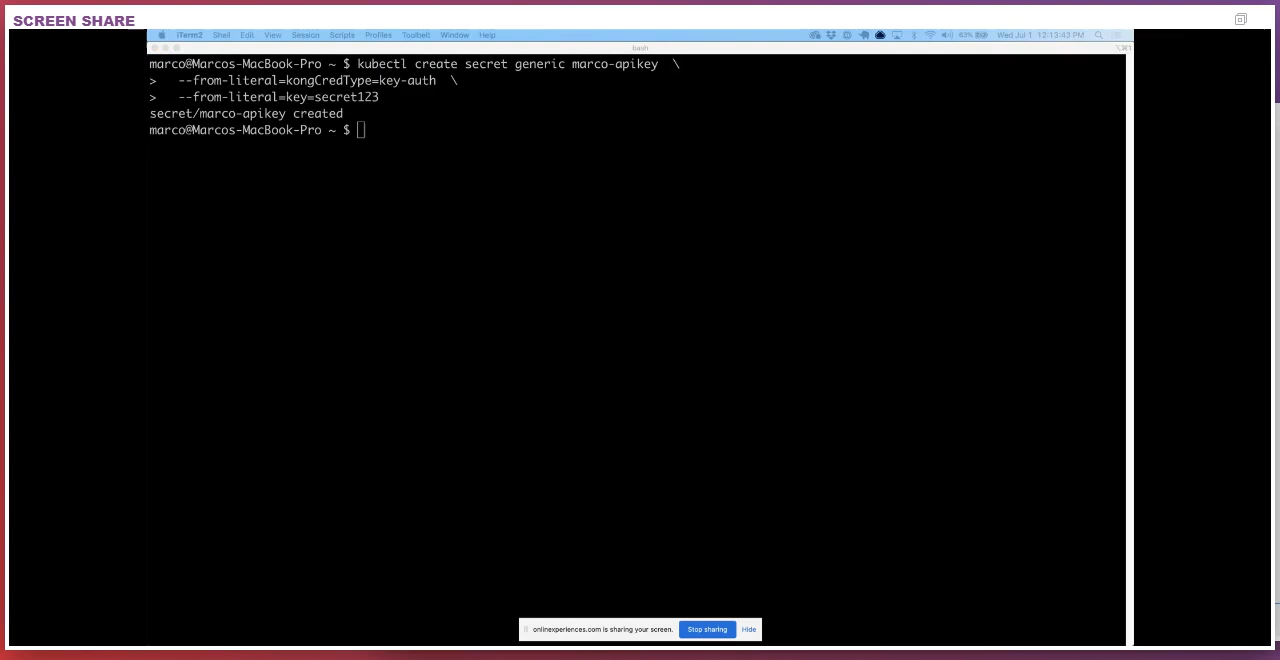 SCREEN SHARE
iTerm2 Shell Edit View Session Scripts Profiles Toolbelt Window Help 63% Wed Jul 1 12:13:43 PM
bash
marco@Marcos-MacBook-Pro ~ $ kubectl create secret generic marco-apikey \
> --from-literal=kongCredType=key-auth \
> --from-literal=key=secret123
secret/marco-apikey created
marco@Marcos-MacBook-Pro ~ $
onlinexperiences.com is sharing your screen. Stop sharing Hide